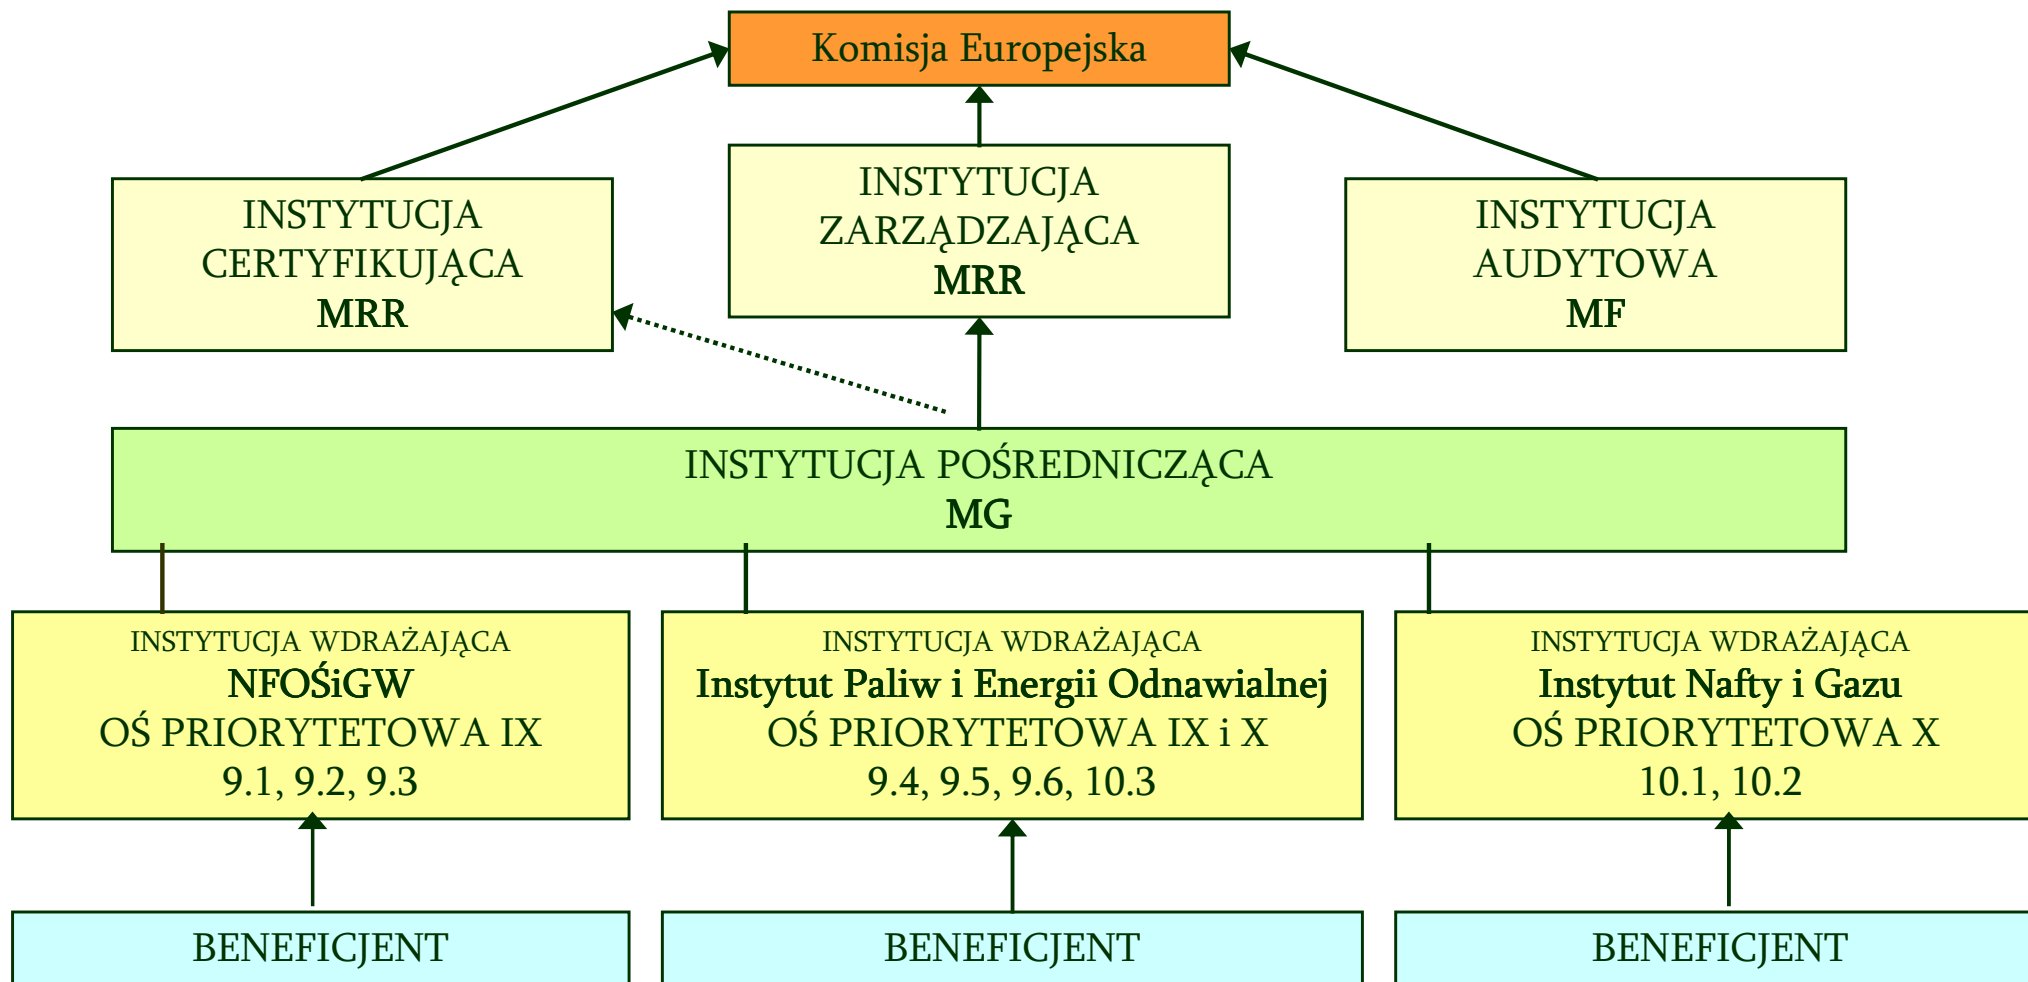 Komisja Europejska
INSTYTUCJA
CERTYFIKUJĄCA
MRR
INSTYTUCJA
ZARZĄDZAJĄCA
MRR
INSTYTUCJA
AUDYTOWA
MF
INSTYTUCJA POŚREDNICZĄCA
MG
INSTYTUCJA WDRAŻAJĄCA
NFOŚiGW
OŚ PRIORYTETOWA IX
9.1, 9.2, 9.3
INSTYTUCJA WDRAŻAJĄCA
Instytut Paliw i Energii Odnawialnej
OŚ PRIORYTETOWA IX i X
9.4, 9.5, 9.6, 10.3
INSTYTUCJA WDRAŻAJĄCA
Instytut Nafty i Gazu
OŚ PRIORYTETOWA X
10.1, 10.2
BENEFICJENT
BENEFICJENT
BENEFICJENT